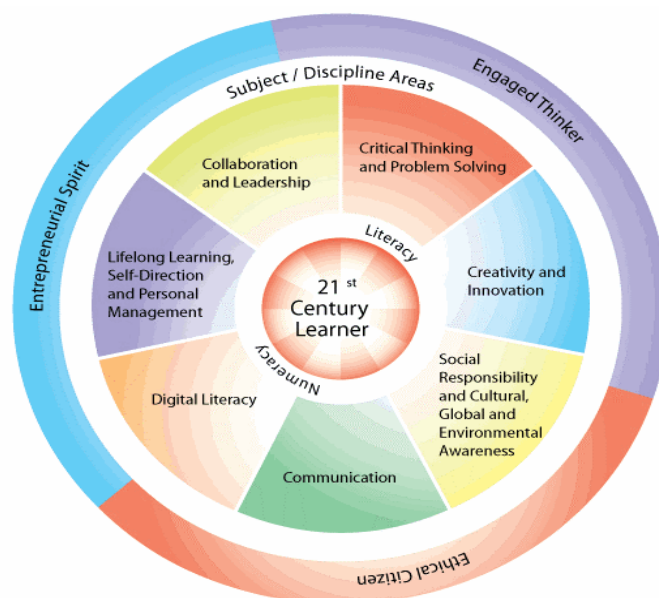 Engaged Thinker
Entrepreneurial Spirit
Ethical Citizen
Subject / Discipline Areas
Collaboration
and Leadership
Critical Thinking
and Problem Solving
Creativity and
Innovation
Social
Responsibility
and Cultural,
Global and
Environmental
Awareness
Communication
Digital Literacy
Lifelong Learning,
Self-Direction
and Personal
Management
Literacy
21 st
Century
Learner
Numeracy